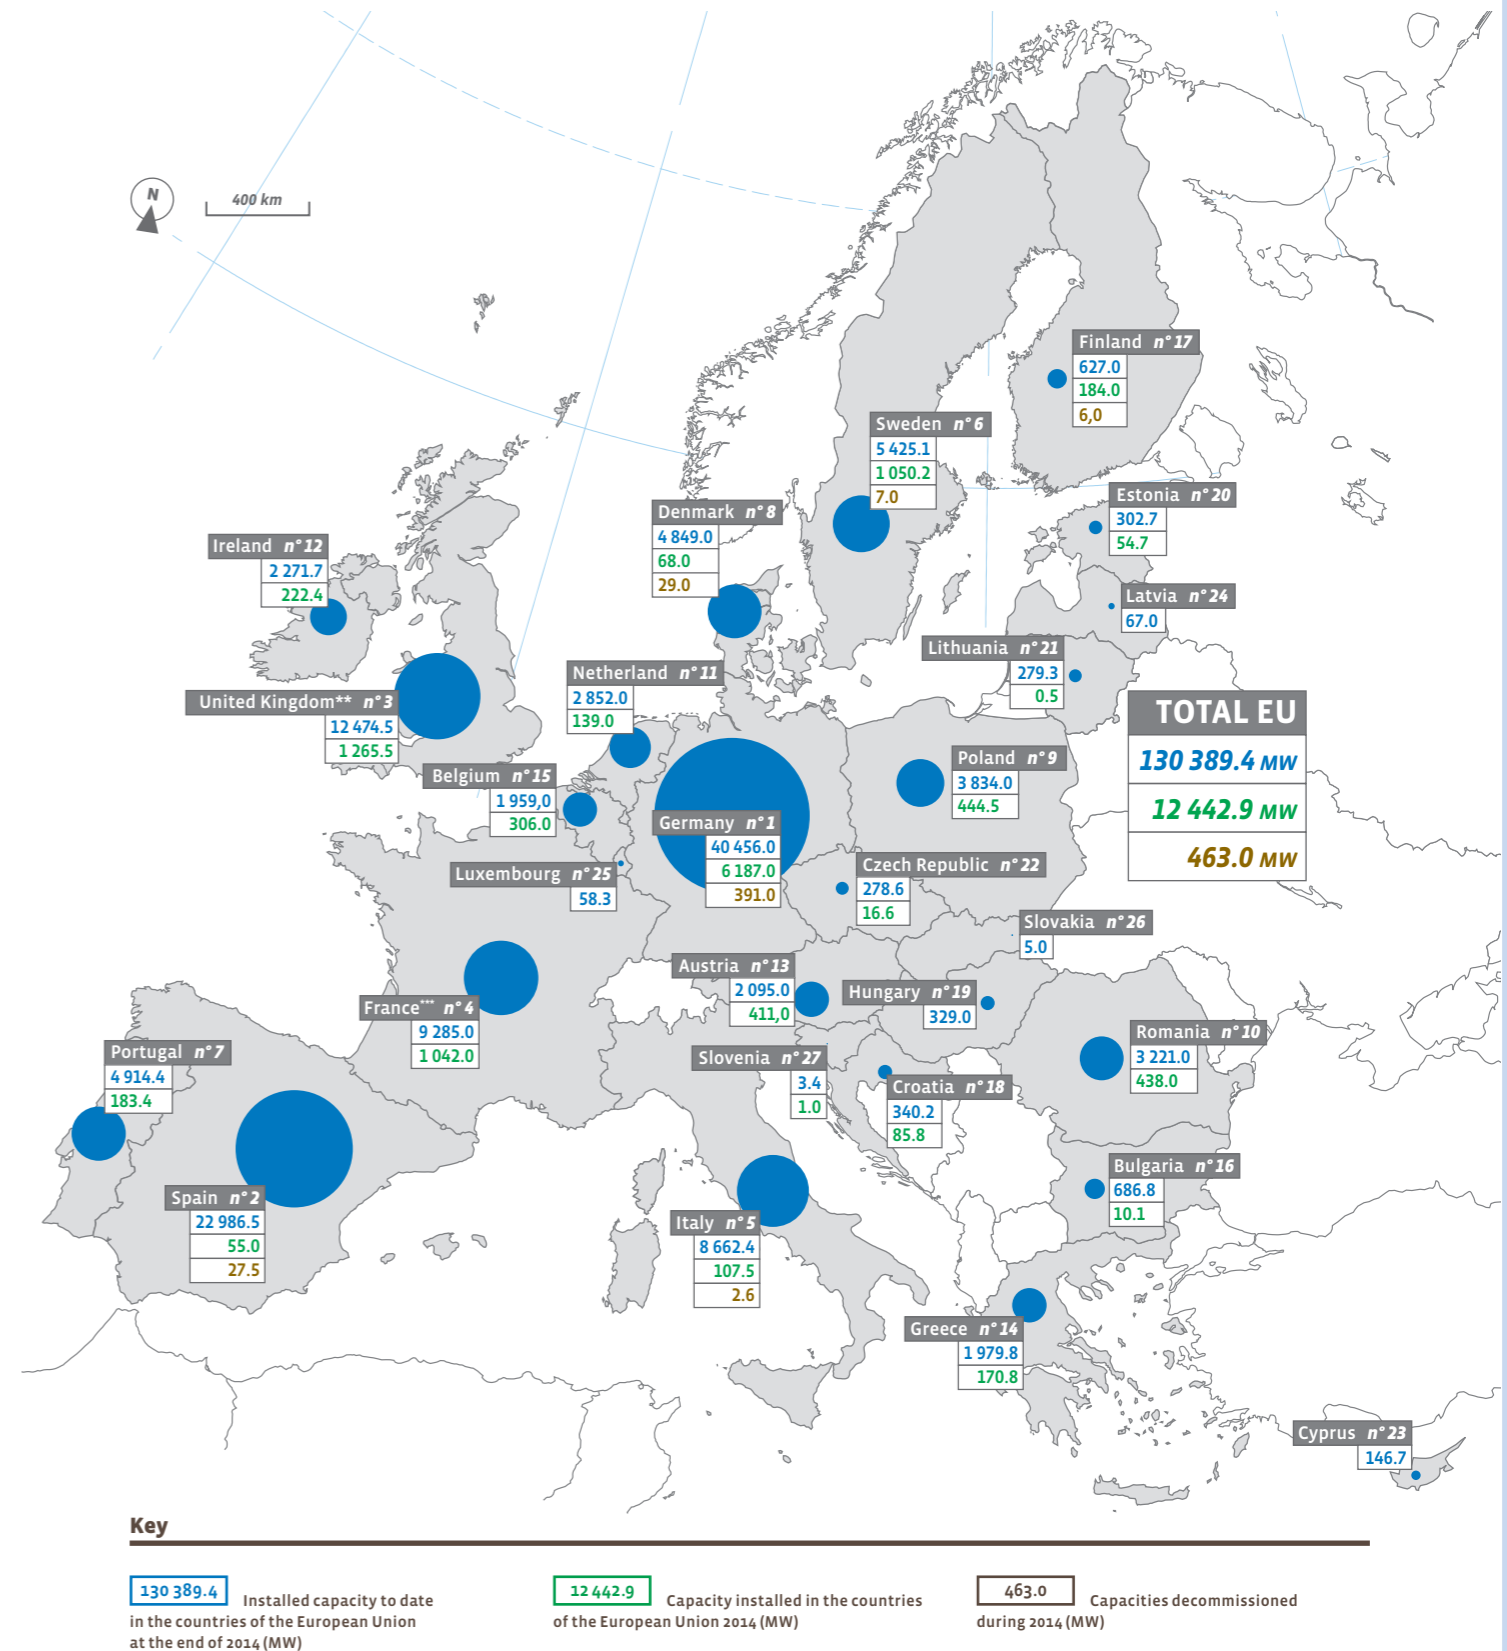 N
400 km
Finland n° 17
627.0
184.0
6,0
Sweden n° 6
5 425.1
1 050.2
7.0
Estonia n° 20
302.7
54.7
Denmark n° 8
4 849.0
68.0
29.0
Ireland n° 12
2 271.7
222.4
Latvia n° 24
67.0
Lithuania n° 21
279.3
0.5
Netherland n° 11
2 852.0
139.0
United Kingdom** n° 3
12 474.5
1 265.5
TOTAL EU
130 389.4 MW
12 442.9 MW
463.0 MW
Poland n° 9
3 834.0
444.5
Belgium n° 15
1 959,0
306.0
Germany n° 1
40 456.0
6 187.0
391.0
Luxembourg n° 25
58.3
Czech Republic n° 22
278.6
16.6
Slovakia n° 26
5.0
Austria n° 13
2 095.0
411,0
Hungary n° 19
329.0
France*** n° 4
9 285.0
1 042.0
Romania n° 10
3 221.0
438.0
Portugal n° 7
4 914.4
183.4
Slovenia n° 27
3.4
1.0
Croatia n° 18
340.2
85.8
Bulgaria n° 16
686.8
10.1
Spain n° 2
22 986.5
55.0
27.5
Italy n° 5
8 662.4
107.5
2.6
Greece n° 14
1 979.8
170.8
Cyprus n° 23
146.7
Key
130 389.4 Installed capacity to date
in the countries of the European Union
at the end of 2014 (MW)
12 442.9 Capacity installed in the countries
of the European Union 2014 (MW)
463.0 Capacities decommissioned
during 2014 (MW)